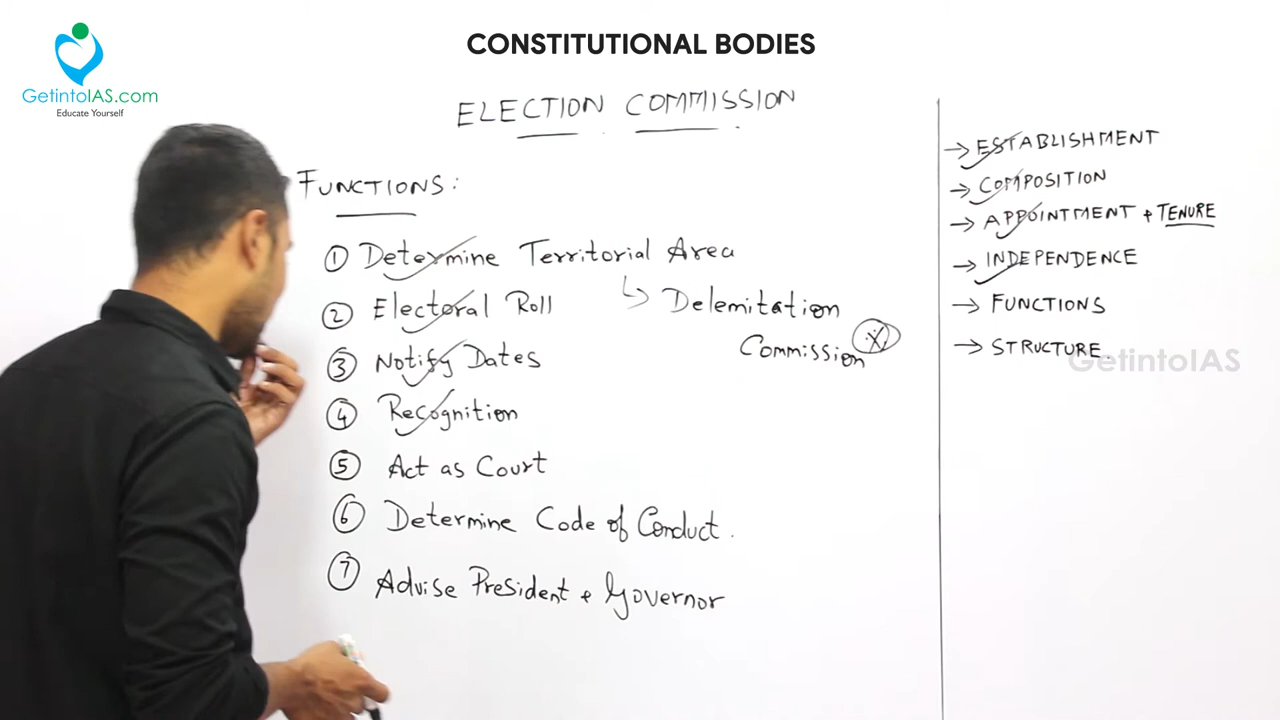 CONSTITUTIONAL BODIES
GetintoIAS.com
Educate Yourself
ELECTION COMMISSION
FUNCTIONS:
① Determine Territorial Area
↳ Delemitation
Commission
② Electoral Roll
③ Notify Dates
④ Recognition
⑤ Act as Court
⑥ Determine Code of Conduct.
⑦ Advise President + Governor
→ ESTABLISHMENT
→ COMPOSITION
→ APPOINTMENT + TENURE
→ INDEPENDENCE
→ FUNCTIONS
→ STRUCTURE.
GetintoIAS